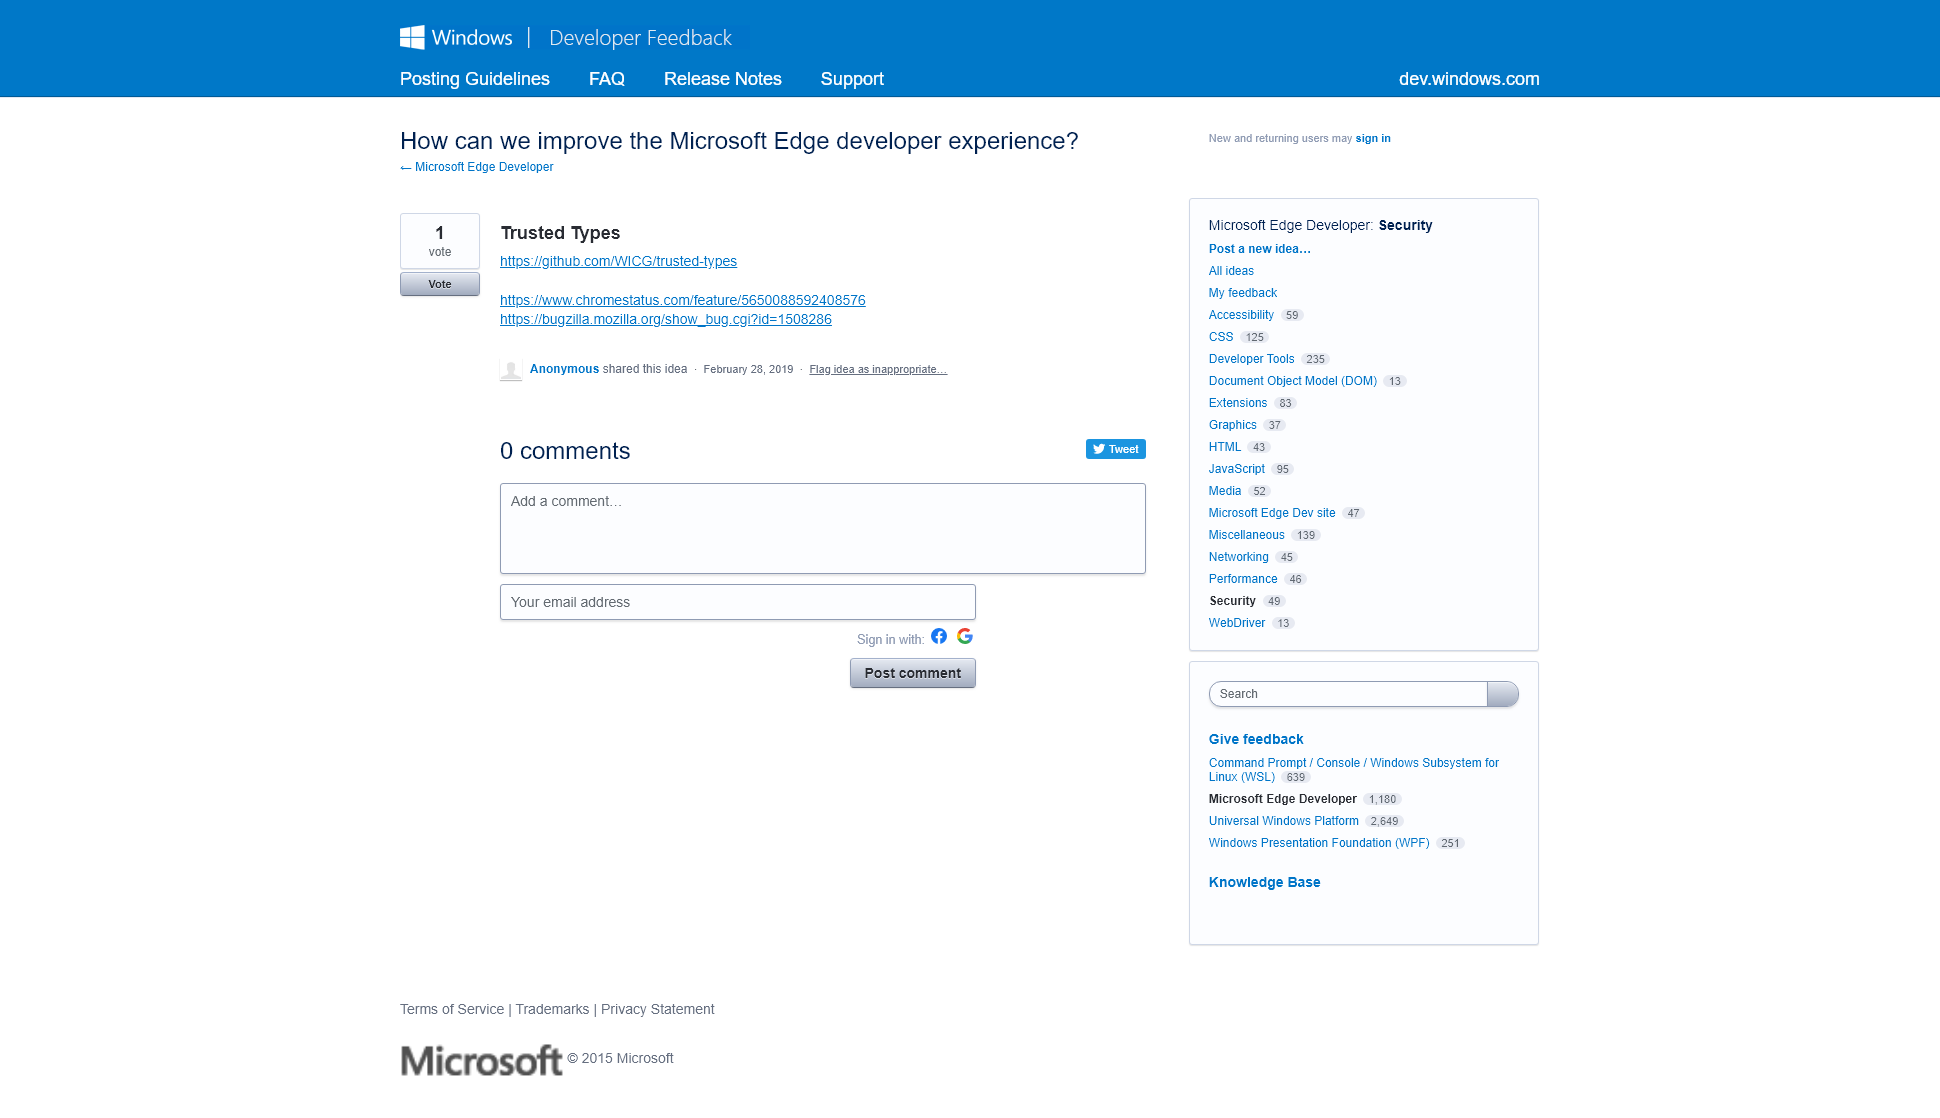 Windows | Developer Feedback
Posting Guidelines FAQ Release Notes Support dev.windows.com
How can we improve the Microsoft Edge developer experience?
← Microsoft Edge Developer
New and returning users may sign in
1
vote
Vote
Trusted Types
https://github.com/WICG/trusted-types
https://www.chromestatus.com/feature/5650088592408576
https://bugzilla.mozilla.org/show_bug.cgi?id=1508286
Anonymous shared this idea · February 28, 2019 · Flag idea as inappropriate…
0 comments
Tweet
Add a comment…
Your email address
Sign in with:
Post comment
Microsoft Edge Developer: Security
Post a new idea…
All ideas
My feedback
Accessibility 59
CSS 125
Developer Tools 235
Document Object Model (DOM) 13
Extensions 83
Graphics 37
HTML 43
JavaScript 95
Media 52
Microsoft Edge Dev site 47
Miscellaneous 139
Networking 45
Performance 46
Security 49
WebDriver 13
Search
Give feedback
Command Prompt / Console / Windows Subsystem for
Linux (WSL) 639
Microsoft Edge Developer 1,180
Universal Windows Platform 2,649
Windows Presentation Foundation (WPF) 251
Knowledge Base
Terms of Service | Trademarks | Privacy Statement
Microsoft © 2015 Microsoft